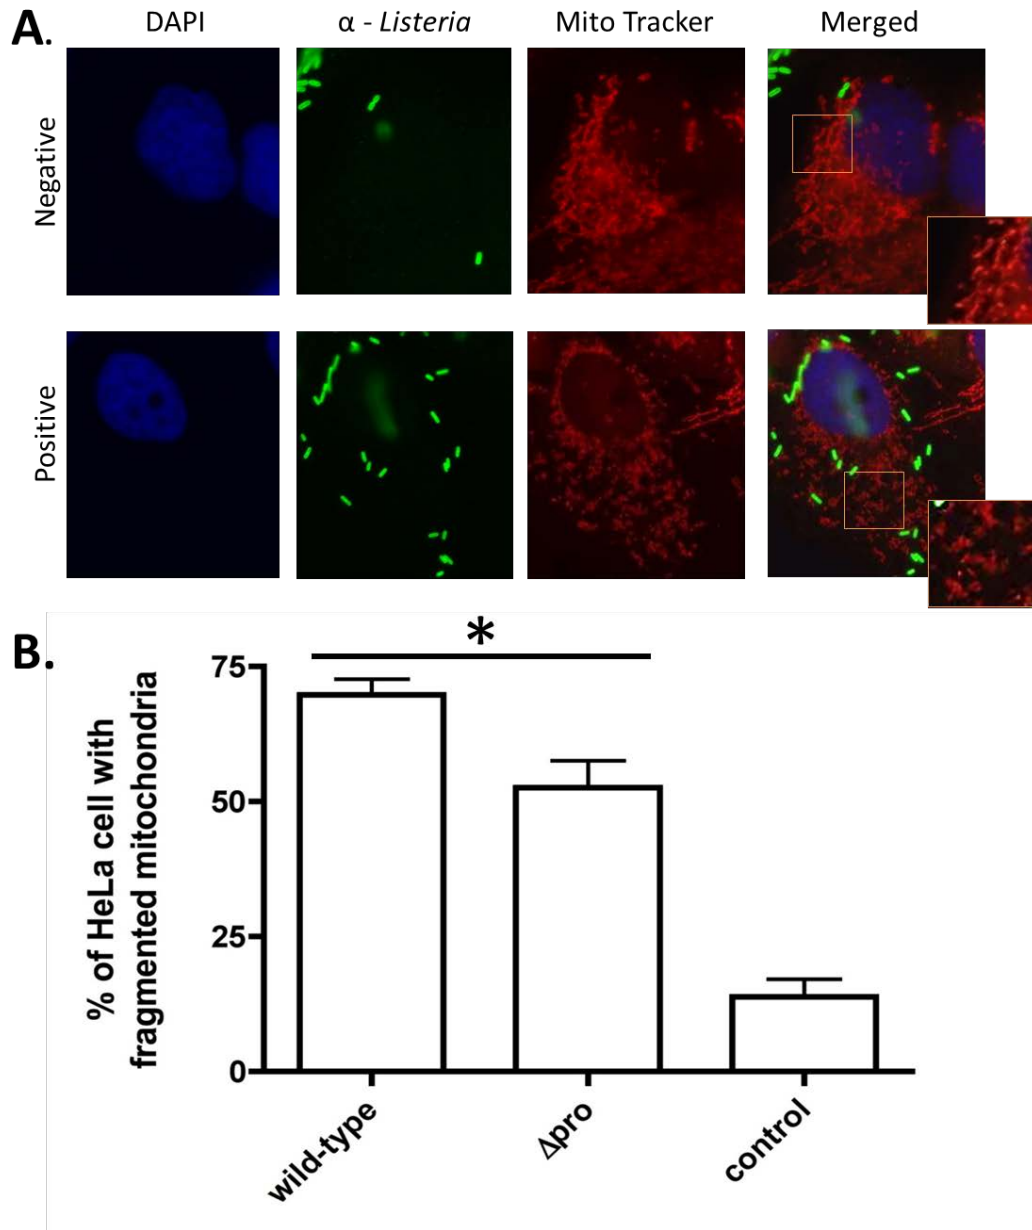 A.
DAPI
α - Listeria
Mito Tracker
Merged
Negative
Positive
B.
*
% of HeLa cell with
fragmented mitochondria
75
50
25
0
wild-type
Δpro
control